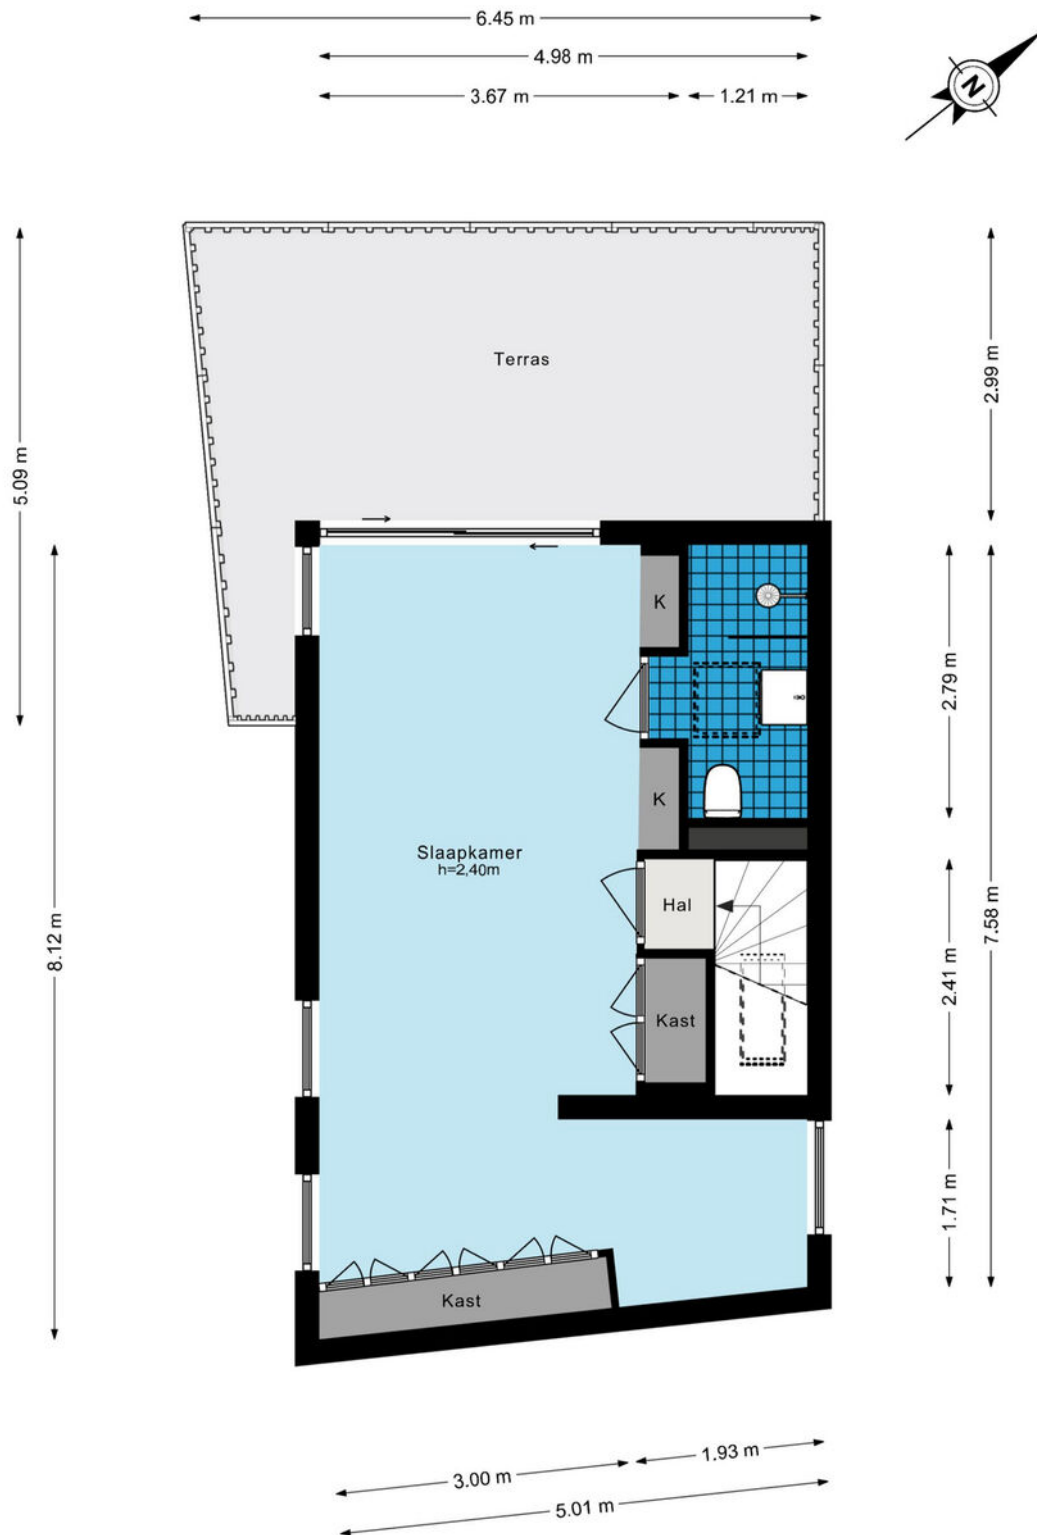 6.45 m
4.98 m
3.67 m
1.21 m
N
Terras
5.09 m
2.99 m
K
2.79 m
K
Slaapkamer
h=2,40m
Hal
8.12 m
7.58 m
2.41 m
Kast
1.71 m
Kast
3.00 m
1.93 m
5.01 m